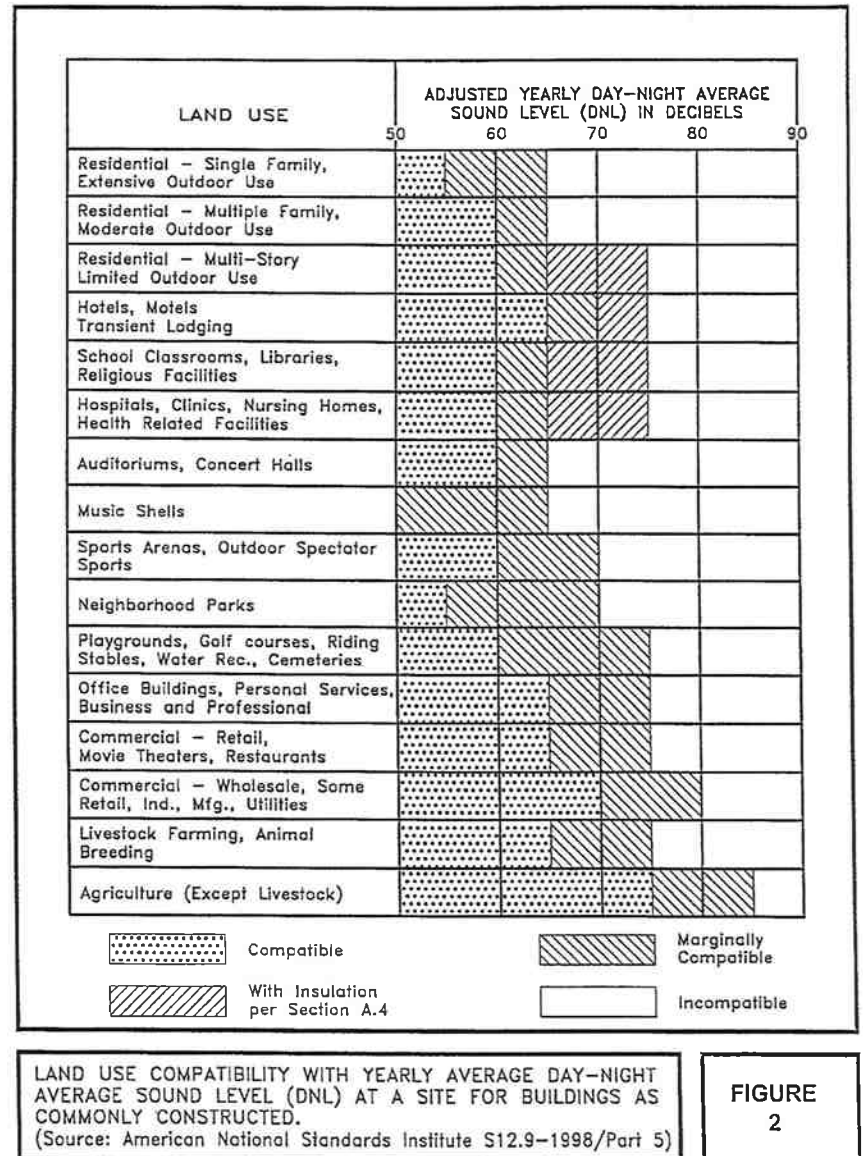 LAND USE
ADJUSTED YEARLY DAY-NIGHT AVERAGE
SOUND LEVEL (DNL) IN DECIBELS
50 60 70 80 90
Residential - Single Family,
Extensive Outdoor Use
Residential - Multiple Family,
Moderate Outdoor Use
Residential - Multi-Story
Limited Outdoor Use
Hotels, Motels
Transient Lodging
School Classrooms, Libraries,
Religious Facilities
Hospitals, Clinics, Nursing Homes,
Health Related Facilities
Auditoriums, Concert Halls
Music Shells
Sports Arenas, Outdoor Spectator
Sports
Neighborhood Parks
Playgrounds, Golf courses, Riding
Stables, Water Rec., Cemeteries
Office Buildings, Personal Services,
Business and Professional
Commercial - Retail,
Movie Theaters, Restaurants
Commercial - Wholesale, Some
Retail, Ind., Mfg., Utilities
Livestock Farming, Animal
Breeding
Agriculture (Except Livestock)
Compatible
Marginally
Compatible
With Insulation
per Section A.4
Incompatible
LAND USE COMPATIBILITY WITH YEARLY AVERAGE DAY-NIGHT
AVERAGE SOUND LEVEL (DNL) AT A SITE FOR BUILDINGS AS
COMMONLY CONSTRUCTED.
(Source: American National Standards Institute S12.9-1998/Part 5)
FIGURE
2